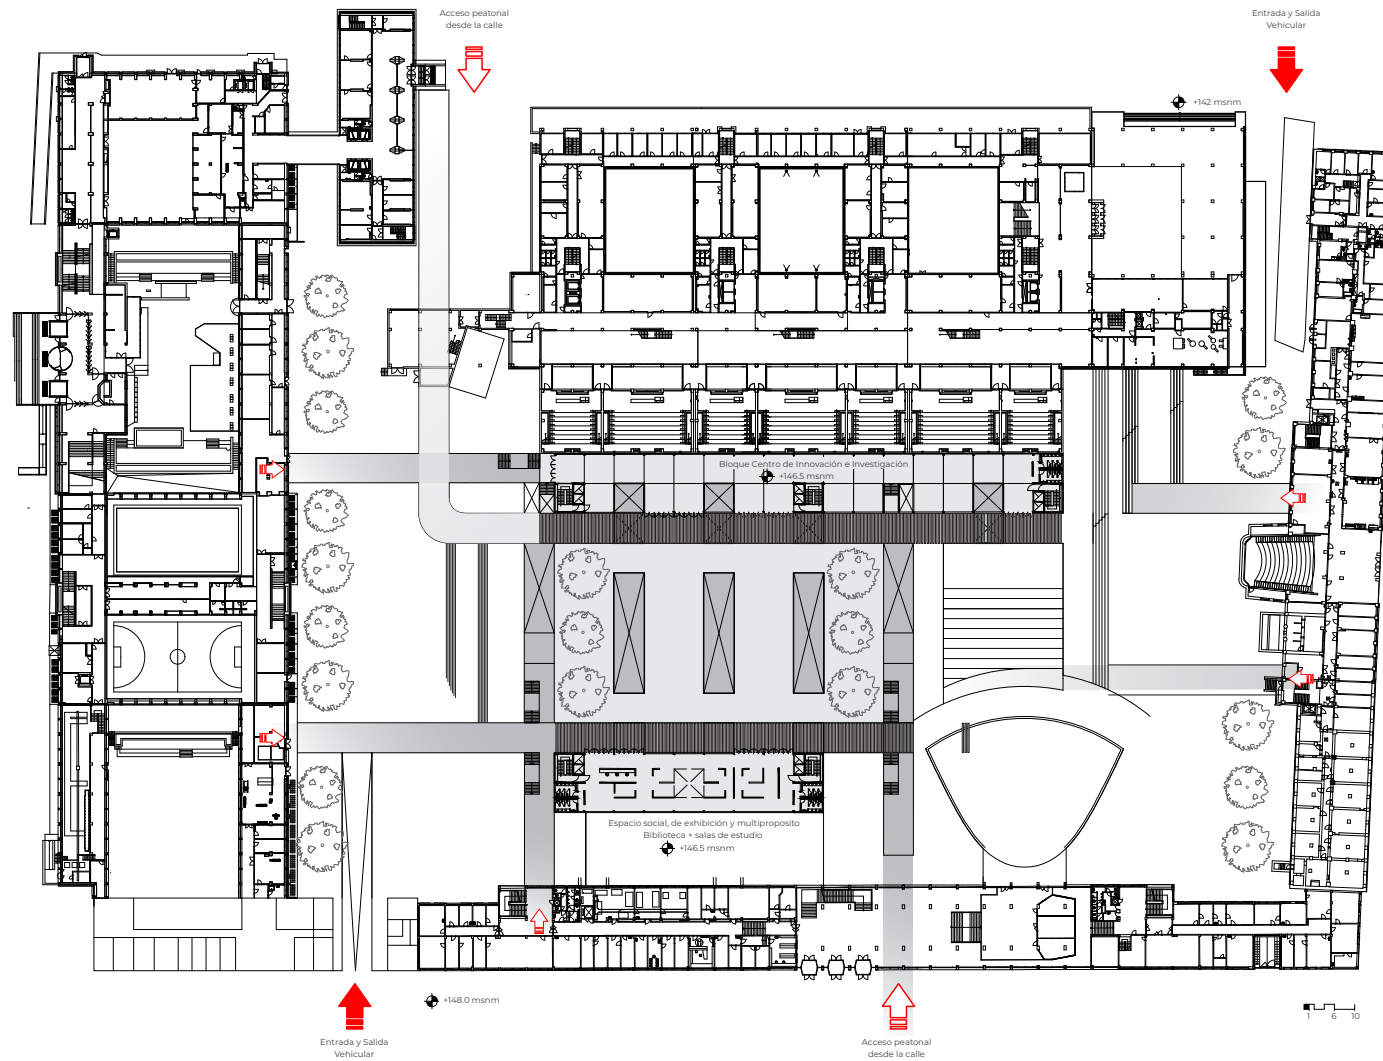 Acceso peatonal
desde la calle
Entrada y Salida
Vehicular
+142 msnm
Bloque Centro de Innovación e Investigación
+146.5 msnm
Espacio social, de exhibición y multiproposito
Biblioteca + salas de estudio
+146.5 msnm
+148.0 msnm
1 6 10
Entrada y Salida
Vehicular
Acceso peatonal
desde la calle